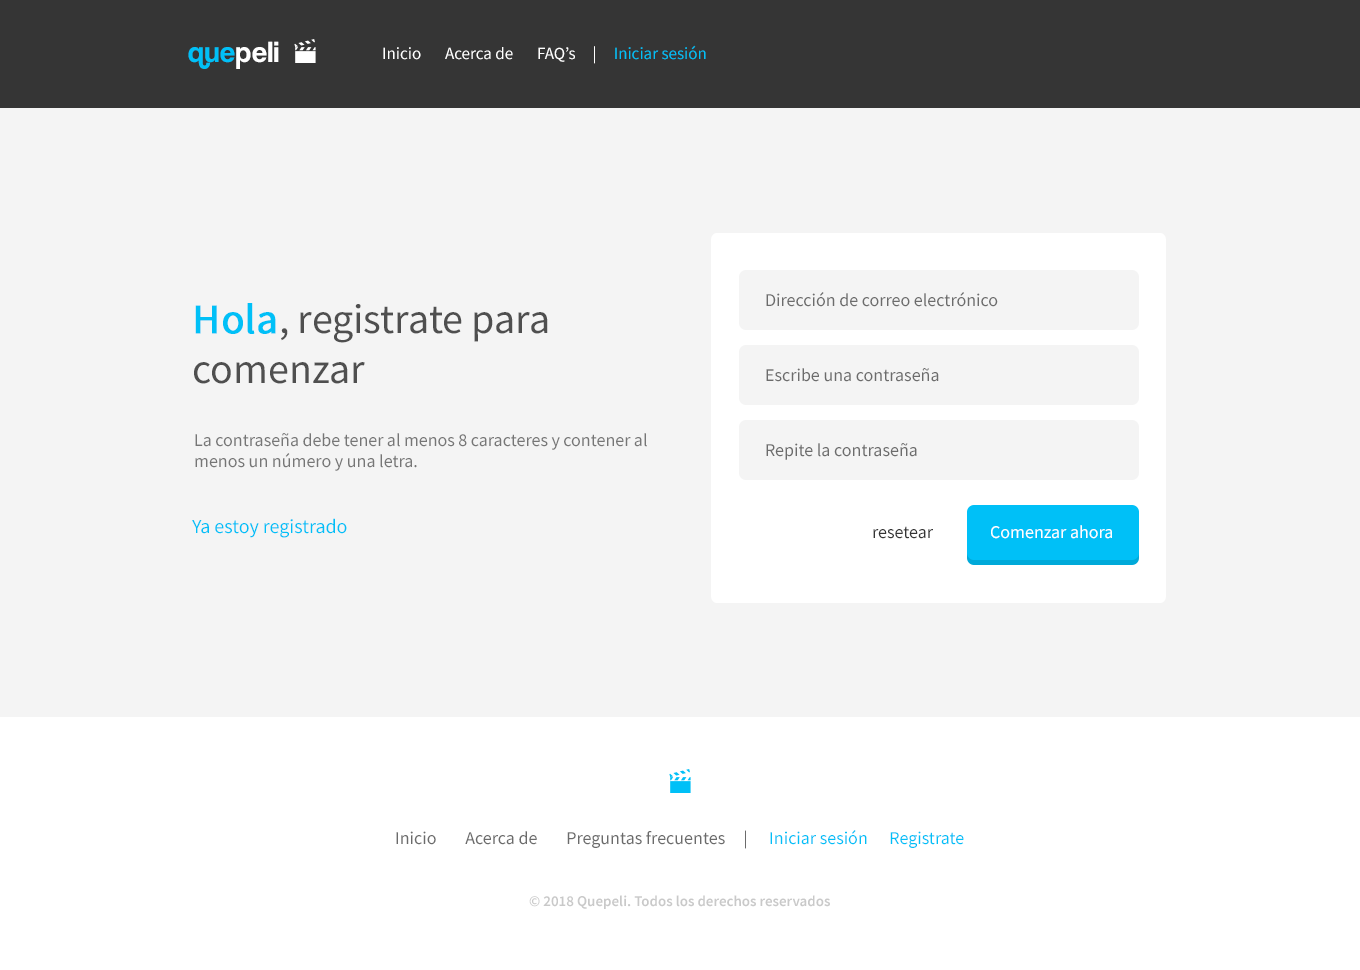 quepeli
Inicio Acerca de FAQ’s | Iniciar sesión
Hola, registrate para
comenzar
La contraseña debe tener al menos 8 caracteres y contener al
menos un número y una letra.
Ya estoy registrado
Dirección de correo electrónico
Escribe una contraseña
Repite la contraseña
resetear Comenzar ahora
Inicio Acerca de Preguntas frecuentes | Iniciar sesión Registrate
© 2018 Quepeli. Todos los derechos reservados